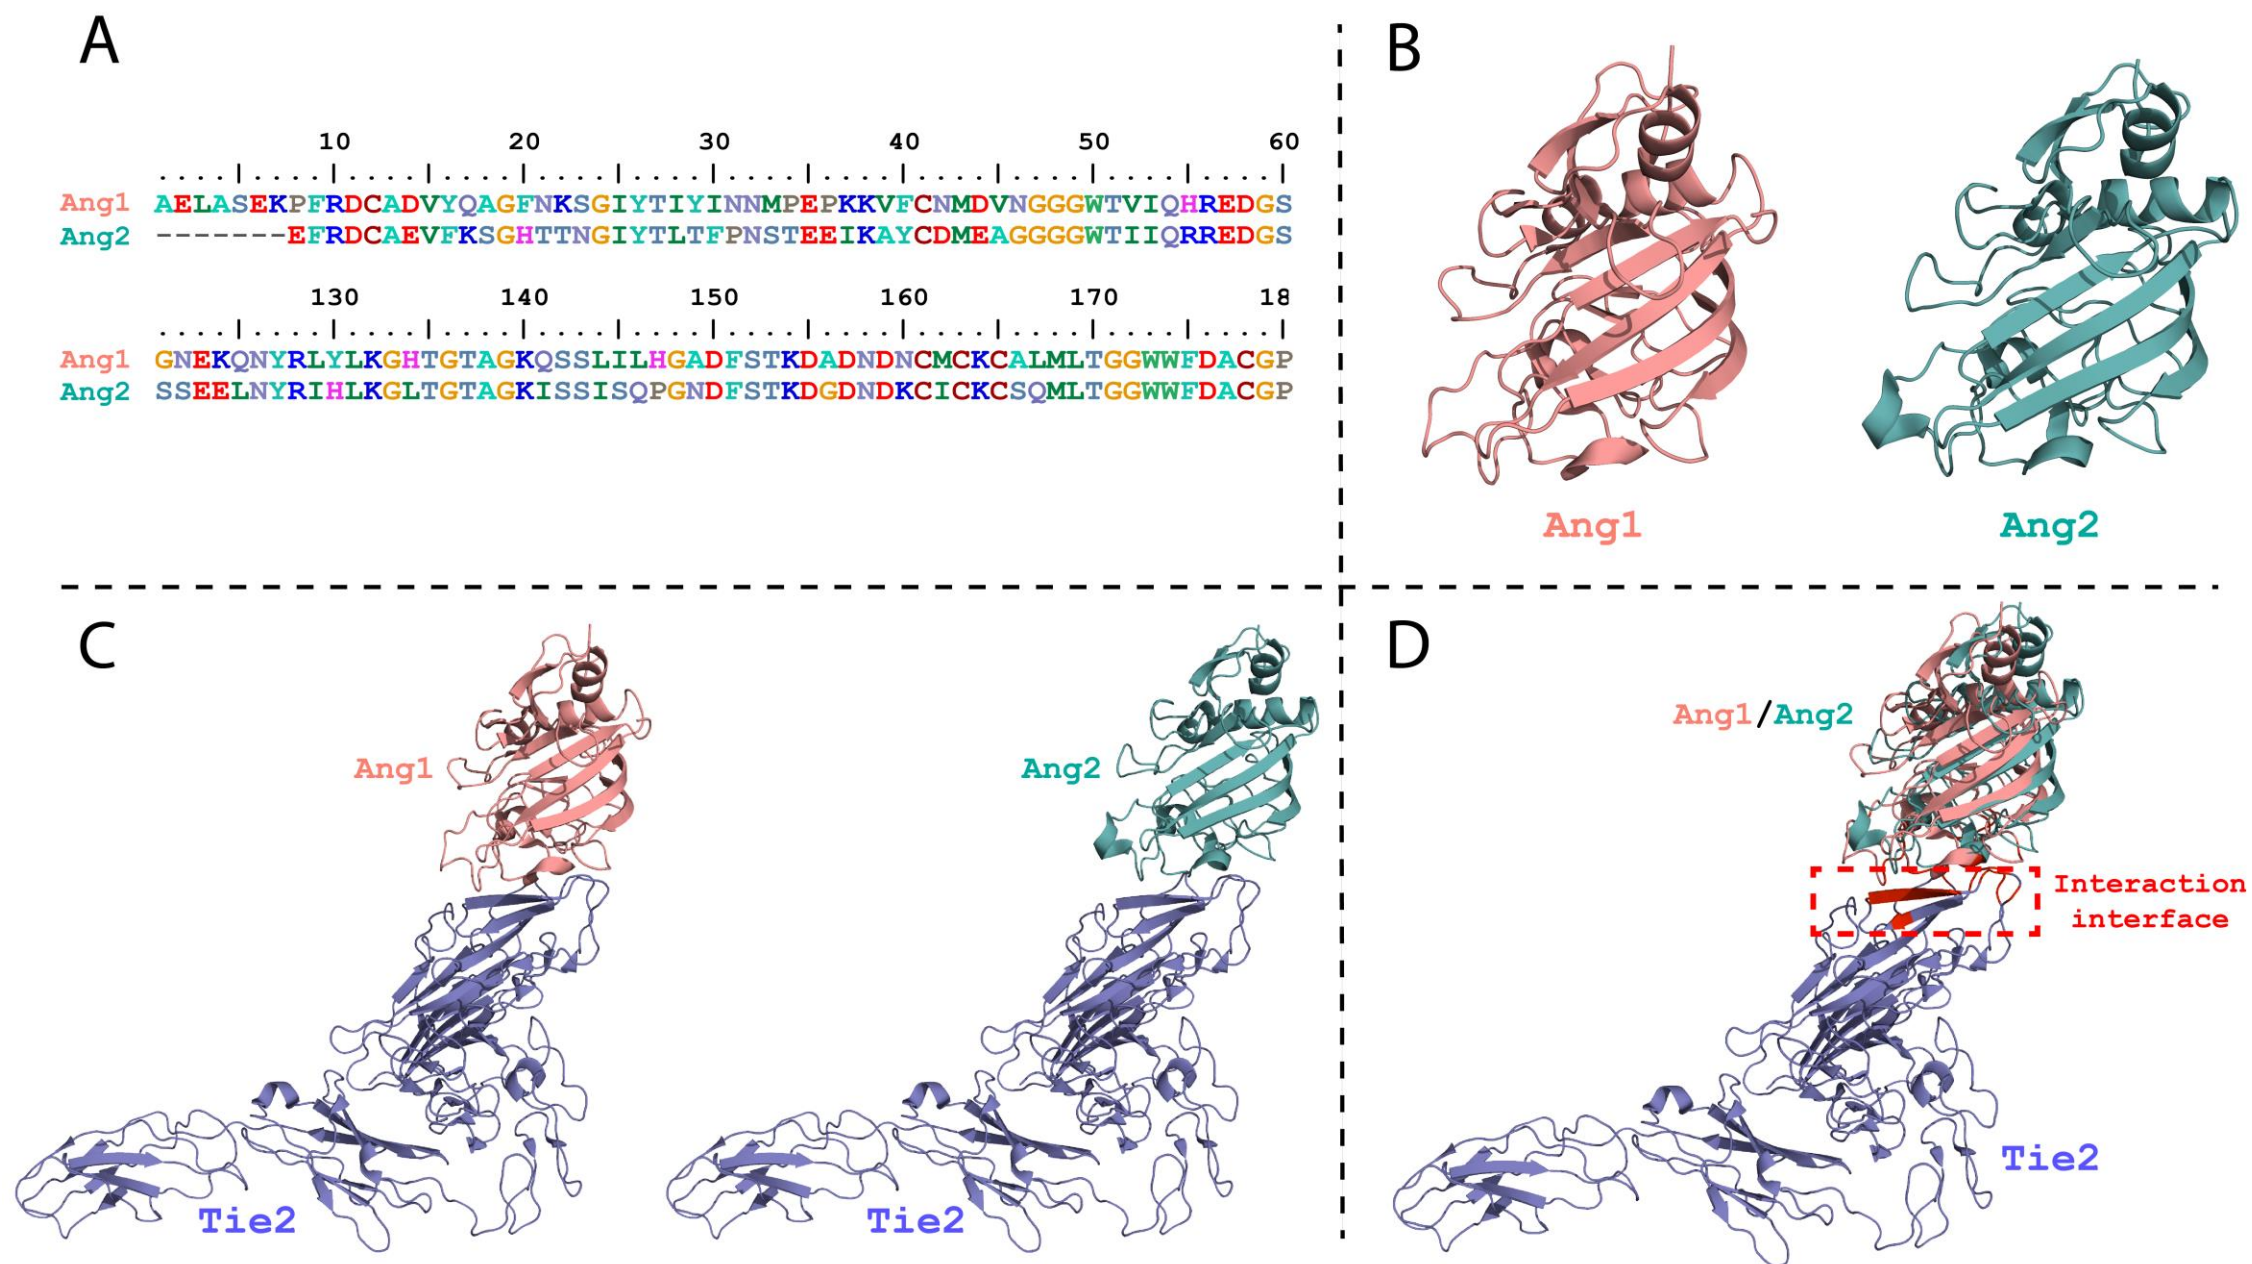 A
10 20 30 40 50 60
Ang1 AELASEKPFRDCADVYQAGFNKSGIYTIYINNMPEPKKVFCNMDVNGGGWTVIQHREDGS
Ang2 -------EFRDCAEVFKSGHTTNGIYTLTFPNSTEEIKAYCDMEAGGGGWTIIQRREDGS
130 140 150 160 170 18
Ang1 GNEKQNYRLYLKGHTGTAGKQSSLILHGADFSTKDADNDNCMCKCALMLTGGWWFDACGP
Ang2 SSEELNYRIHLKGLTGTAGKISSISQPGNDFSTKDGDNDKCICKCSQMLTGGWWFDACGP
B
Ang1 Ang2
C
Ang1
Tie2
Ang2
Tie2
D
Ang1/Ang2
Interaction
interface
Tie2